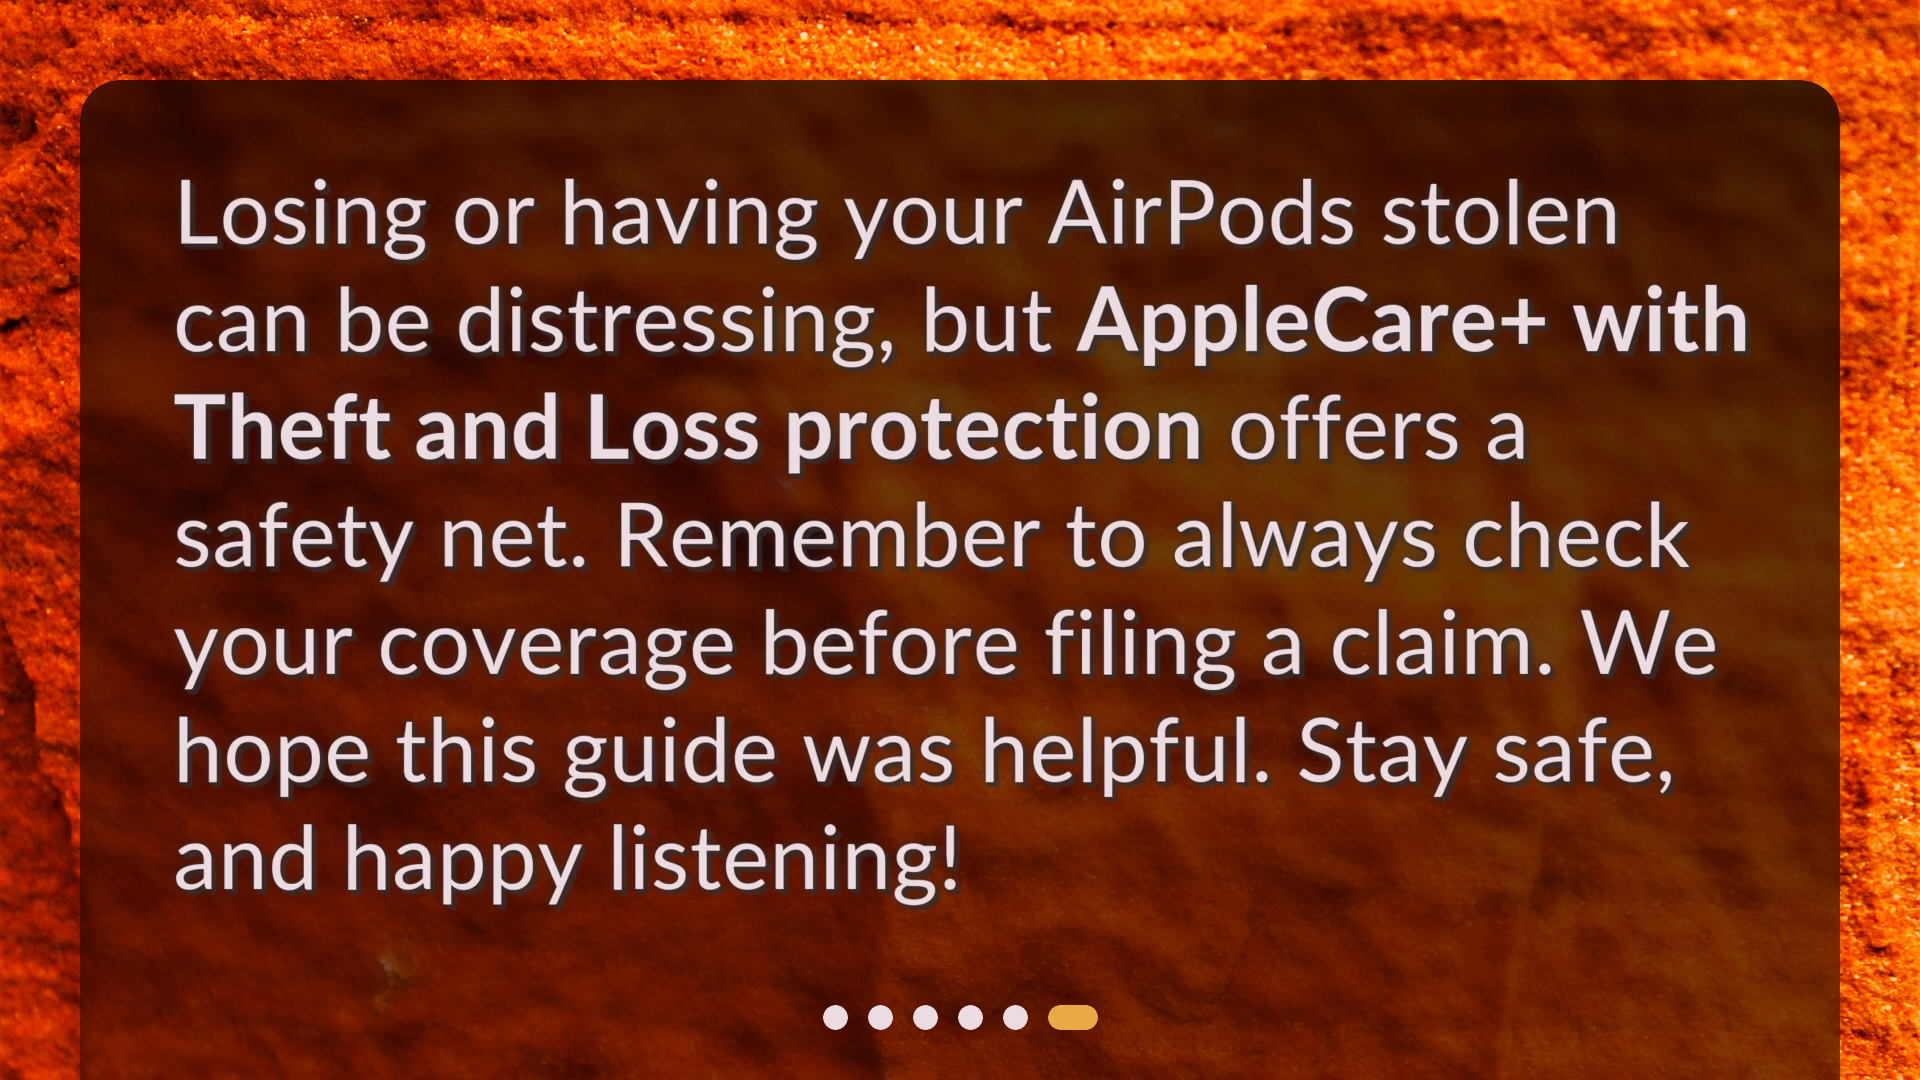 Losing or having your AirPods stolen
can be distressing, but AppleCare+ with
Theft and Loss protection offers a
safety net. Remember to always check
your coverage before filing a claim. We
hope this guide was helpful. Stay safe,
and happy listening!